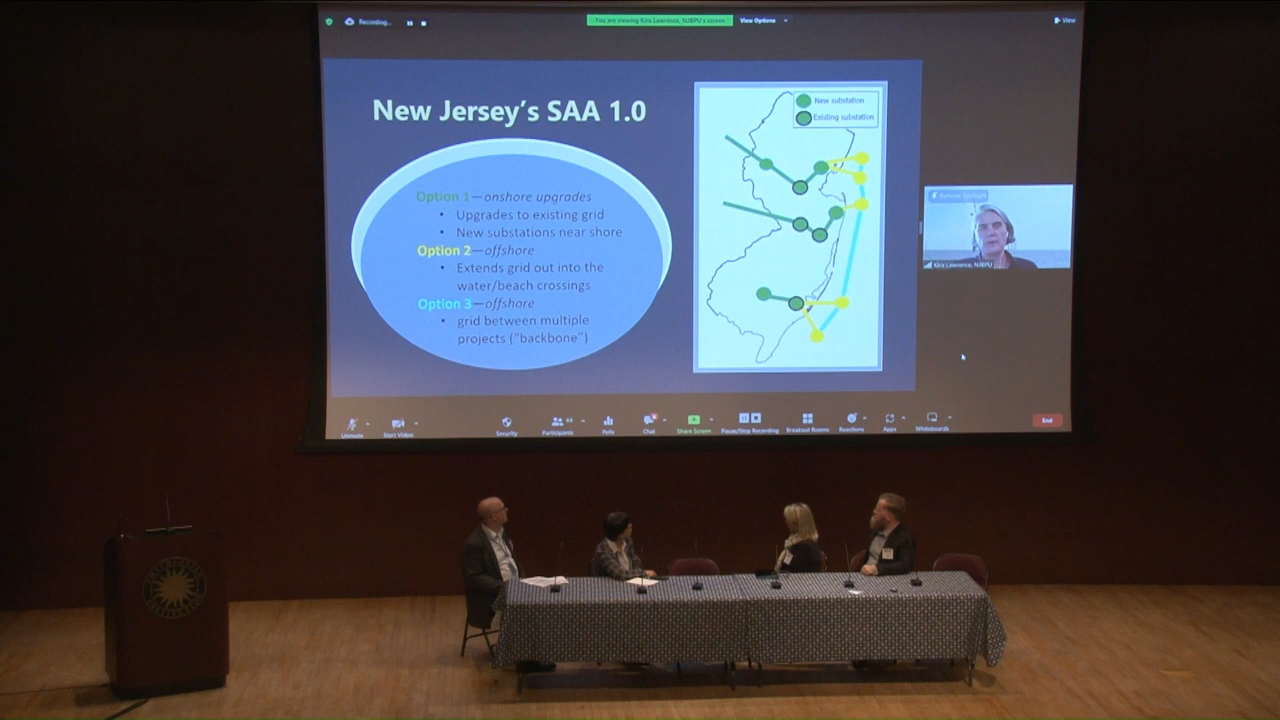 Recording...
You are viewing Kira Lawrence, NJBPU's screen
View Options
View
New Jersey's SAA 1.0
Option 1—onshore upgrades
• Upgrades to existing grid
• New substations near shore
Option 2—offshore
• Extends grid out into the
water/beach crossings
Option 3—offshore
• grid between multiple
projects ("backbone")
New substation
Existing substation
Remove Spotlight
Kira Lawrence, NJBPU
Unmute
Start Video
Security
Participants
Polls
Chat
Share Screen
Pause/Stop Recording
Breakout Rooms
Reactions
Apps
Whiteboards
End